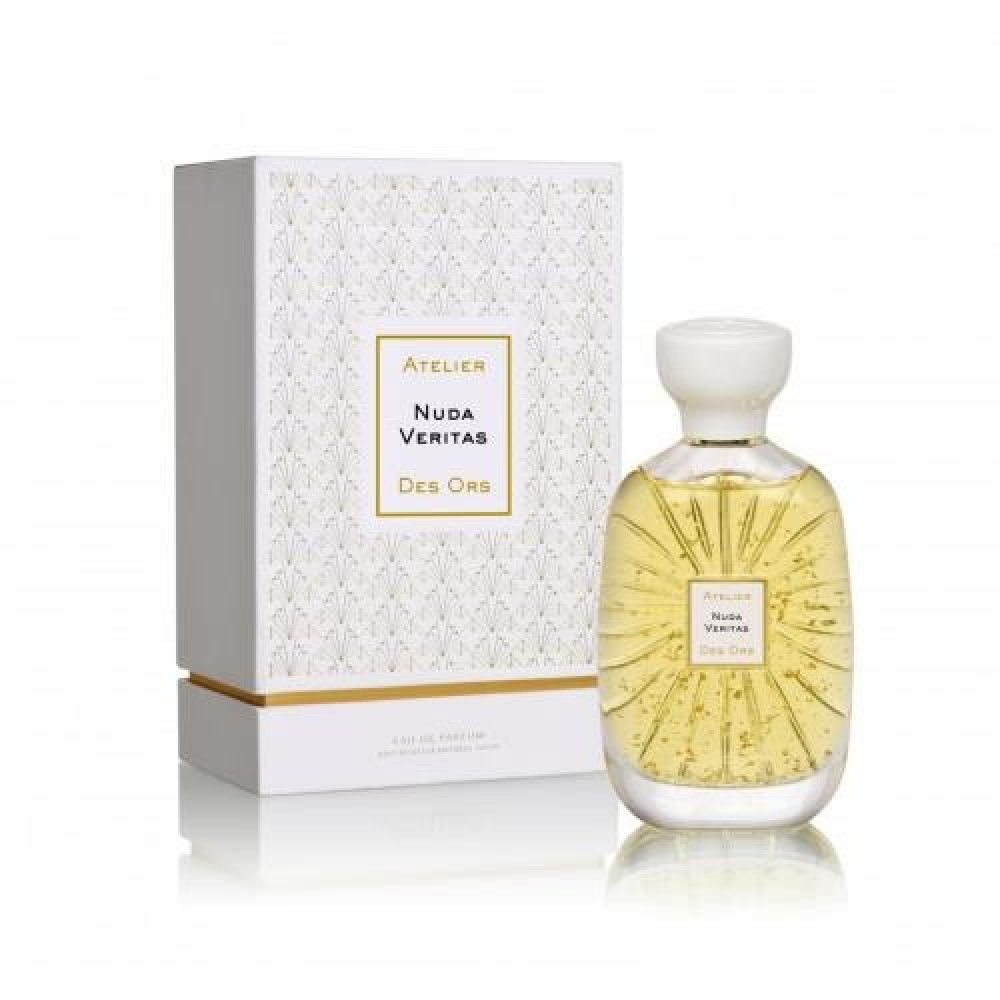 ATELIER
NUDA
VERITAS
DES ORS
EAU DE PARFUM
ATELIER
NUDA
VERITAS
DES ORS